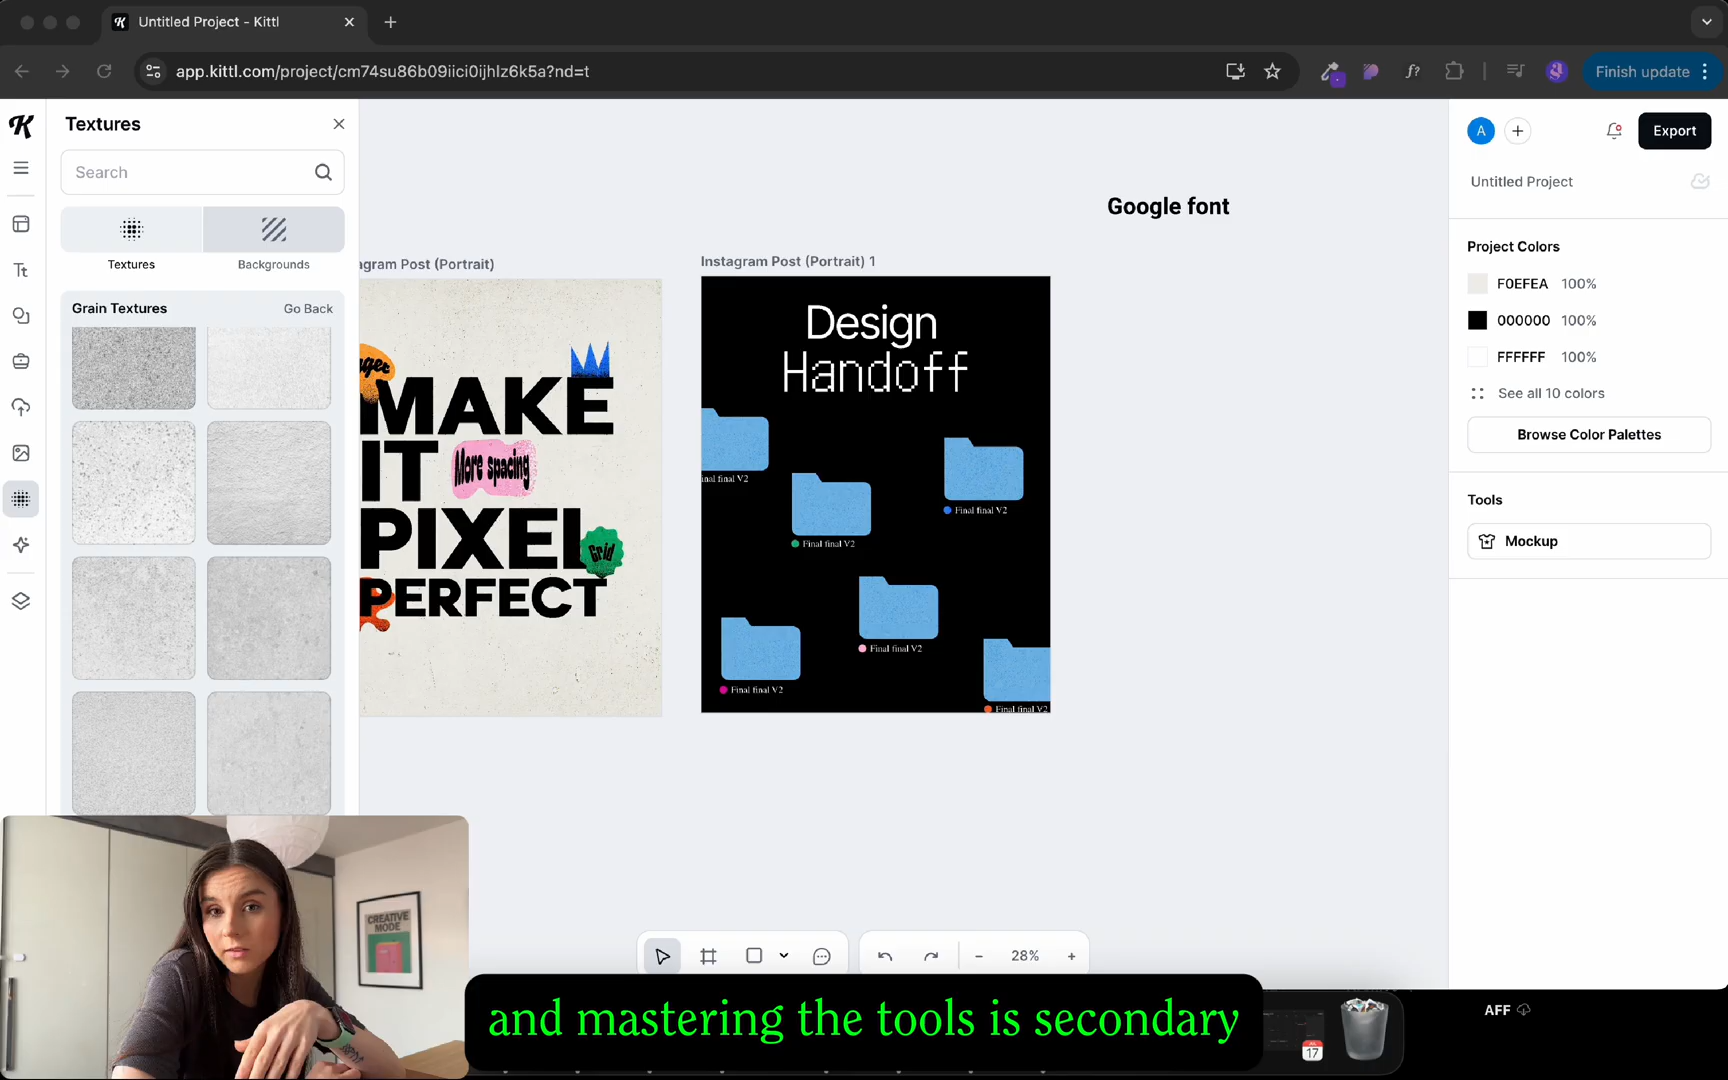 Untitled Project - Kittl
app.kittl.com/project/cm74su86b09iici0ijhlz6k5a?nd=t
Finish update
Textures
Search
Textures
Backgrounds
Grain Textures
Go Back
gram Post (Portrait)
MAKE
IT
More spacing
PIXEL
Grid
PERFECT
Instagram Post (Portrait) 1
Design
Handoff
inal final V2
Final final V2
Final final V2
Final final V2
Final final V2
Final final V2
Google font
A
Export
Untitled Project
Project Colors
F0EFEA 100%
000000 100%
FFFFFF 100%
See all 10 colors
Browse Color Palettes
Tools
Mockup
CREATIVE
MODE
28%
and mastering the tools is secondary
17
AFF